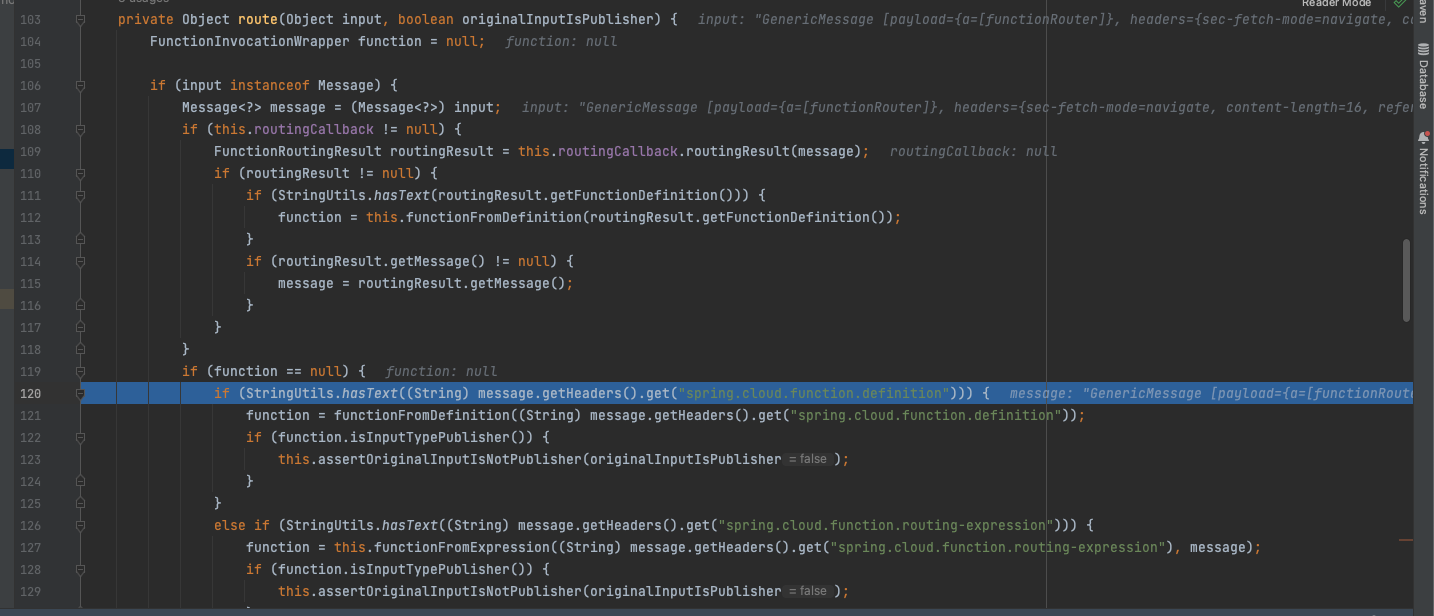 Reader Mode
103 private Object route(Object input, boolean originalInputIsPublisher) { input: "GenericMessage [payload={a=[functionRouter]}, headers={sec-fetch-mode=navigate, co
104 FunctionInvocationWrapper function = null; function: null
105
106 if (input instanceof Message) {
107 Message<?> message = (Message<?>) input; input: "GenericMessage [payload={a=[functionRouter]}, headers={sec-fetch-mode=navigate, content-length=16, refer
108 if (this.routingCallback != null) {
109 FunctionRoutingResult routingResult = this.routingCallback.routingResult(message); routingCallback: null
110 if (routingResult != null) {
111 if (StringUtils.hasText(routingResult.getFunctionDefinition())) {
112 function = this.functionFromDefinition(routingResult.getFunctionDefinition());
113 }
114 if (routingResult.getMessage() != null) {
115 message = routingResult.getMessage();
116 }
117 }
118 }
119 if (function == null) { function: null
120 if (StringUtils.hasText((String) message.getHeaders().get("spring.cloud.function.definition"))) { message: "GenericMessage [payload={a=[functionRoute
121 function = functionFromDefinition((String) message.getHeaders().get("spring.cloud.function.definition"));
122 if (function.isInputTypePublisher()) {
123 this.assertOriginalInputIsNotPublisher(originalInputIsPublisher = false );
124 }
125 }
126 else if (StringUtils.hasText((String) message.getHeaders().get("spring.cloud.function.routing-expression"))) {
127 function = this.functionFromExpression((String) message.getHeaders().get("spring.cloud.function.routing-expression"), message);
128 if (function.isInputTypePublisher()) {
129 this.assertOriginalInputIsNotPublisher(originalInputIsPublisher = false );
aven
Database
Notifications